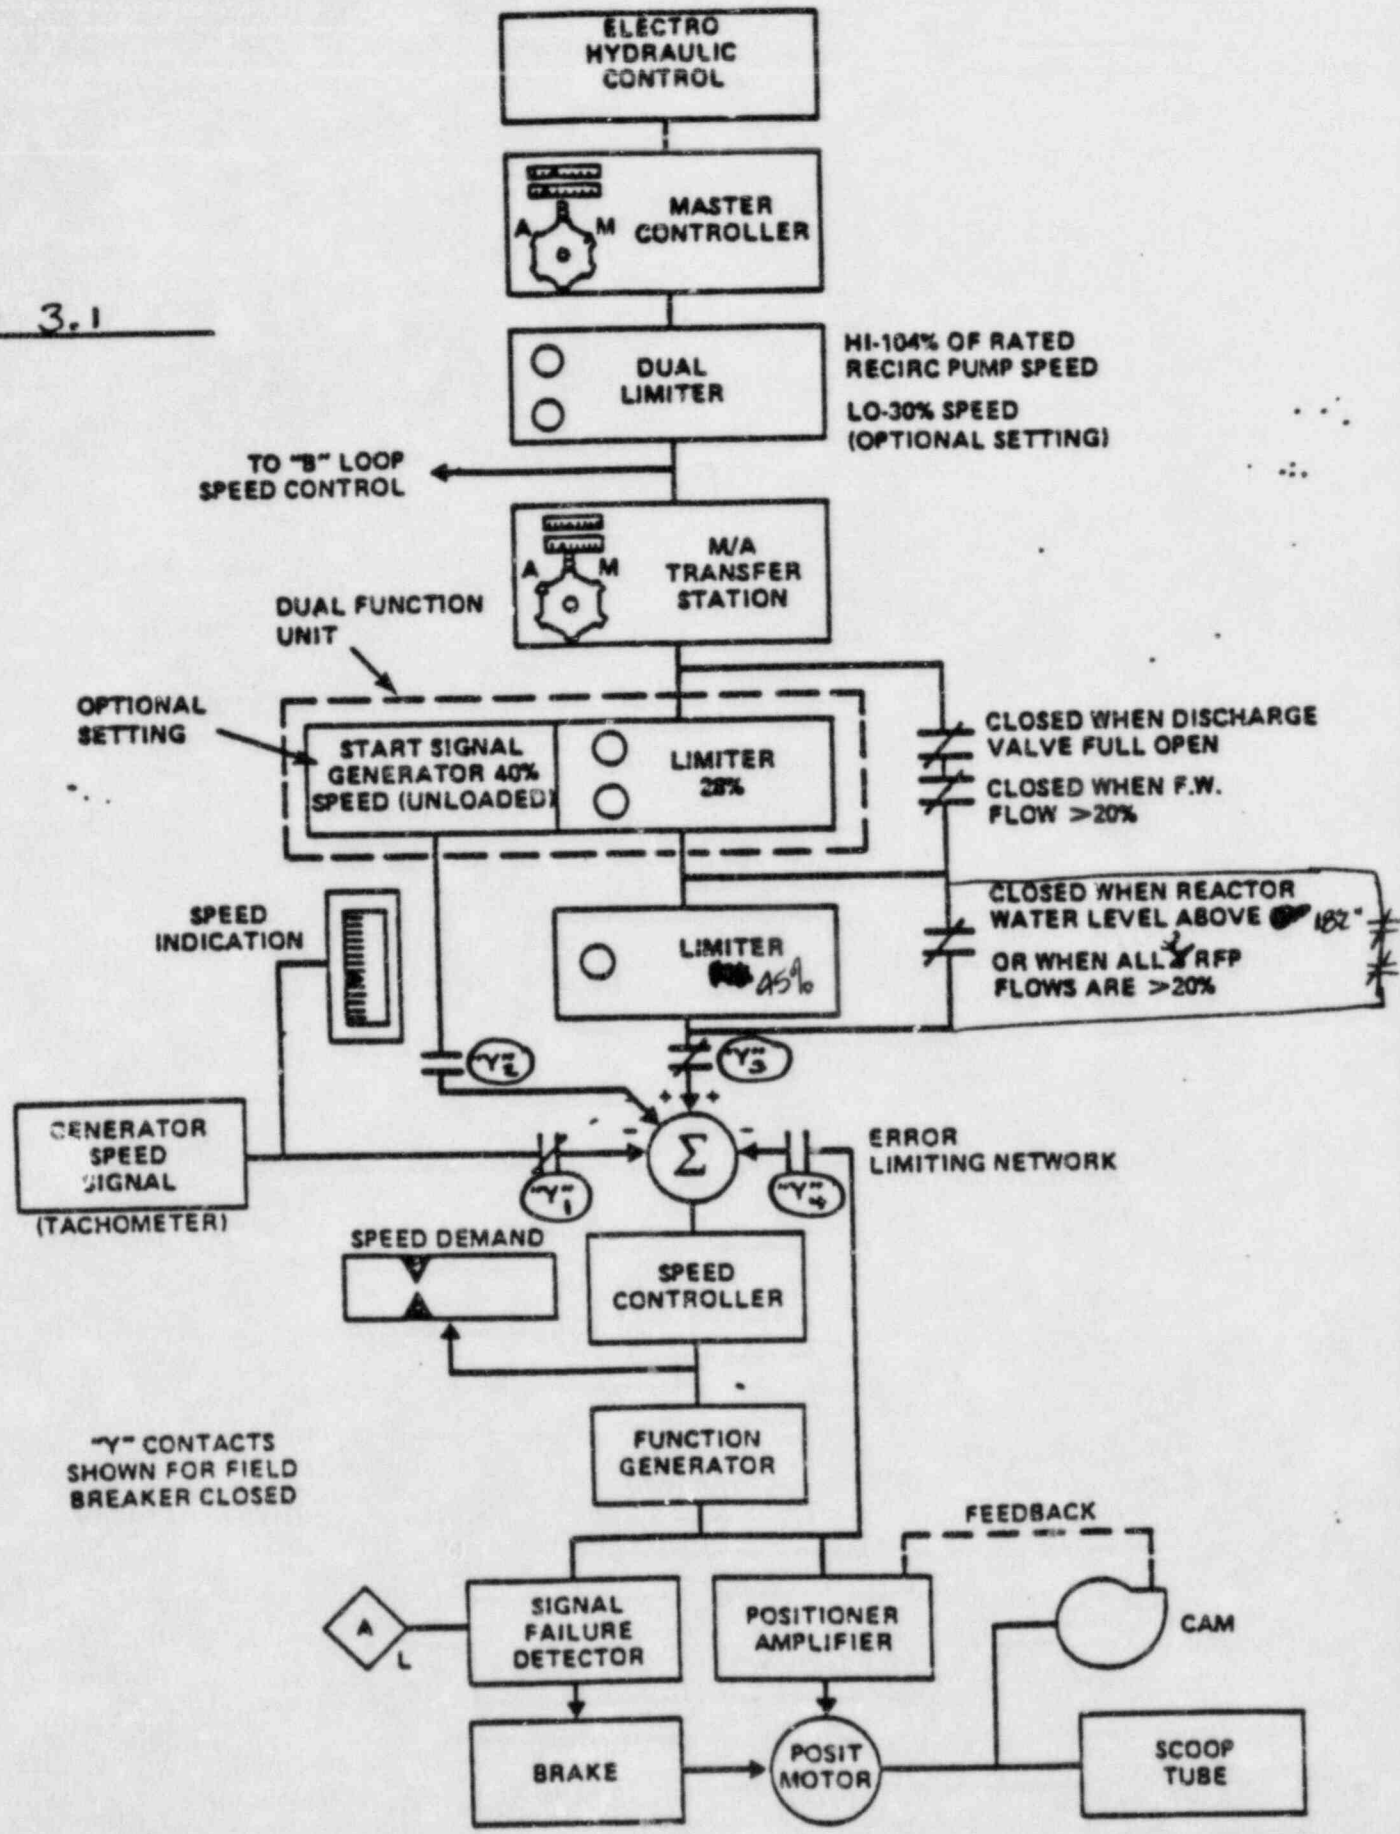 ELECTRO
HYDRAULIC
CONTROL
A M
MASTER
CONTROLLER
3.1
DUAL
LIMITER
HI-104% OF RATED
RECIRC PUMP SPEED
LO-30% SPEED
(OPTIONAL SETTING)
TO "B" LOOP
SPEED CONTROL
A M
M/A
TRANSFER
STATION
DUAL FUNCTION
UNIT
OPTIONAL
SETTING
START SIGNAL
GENERATOR 40%
SPEED (UNLOADED)
LIMITER
28%
CLOSED WHEN DISCHARGE
VALVE FULL OPEN
CLOSED WHEN F.W.
FLOW >20%
SPEED
INDICATION
LIMITER
45%
CLOSED WHEN REACTOR
WATER LEVEL ABOVE 182"
OR WHEN ALL RFP
FLOWS ARE >20%
"Y"2
"Y"3
+ +
- -
Σ
GENERATOR
SPEED
SIGNAL
(TACHOMETER)
"Y"1
"Y"4
ERROR
LIMITING NETWORK
SPEED DEMAND
SPEED
CONTROLLER
FUNCTION
GENERATOR
"Y" CONTACTS
SHOWN FOR FIELD
BREAKER CLOSED
FEEDBACK
A
L
SIGNAL
FAILURE
DETECTOR
POSITIONER
AMPLIFIER
CAM
BRAKE
POSIT
MOTOR
SCOOP
TUBE